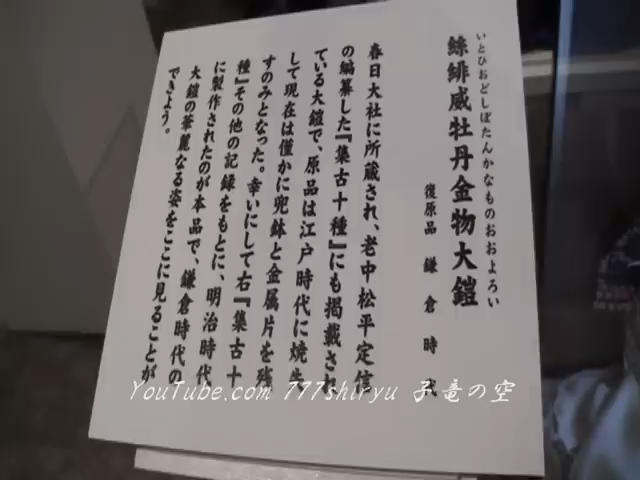 いとひおどしぼたんかなものおおよろい
絲緋威牡丹金物大鎧
復原品 鎌倉時代
春日大社に所蔵され、老中松平定信
の編纂した『集古十種』にも掲載され
ている大鎧で、原品は江戸時代に焼失
して現在は僅かに兜鉢と金属片を残
すのみとなった。幸いにして右『集古十
種』その他の記録をもとに、明治時代
に製作されたのが本品で、鎌倉時代の
大鎧の華麗なる姿をここに見ることが
できよう。
YouTube.com 777shiryu 子竜の空